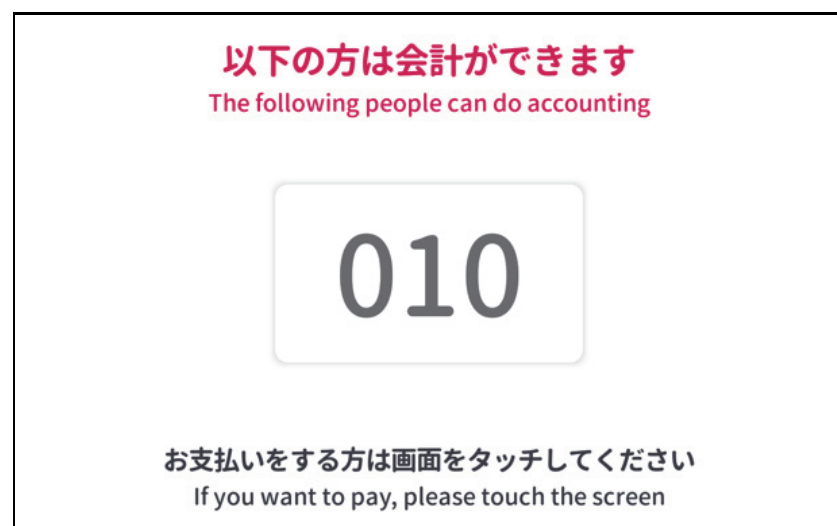 以下の方は会計ができます
The following people can do accounting
010
お支払いをする方は画面をタッチしてください
If you want to pay, please touch the screen